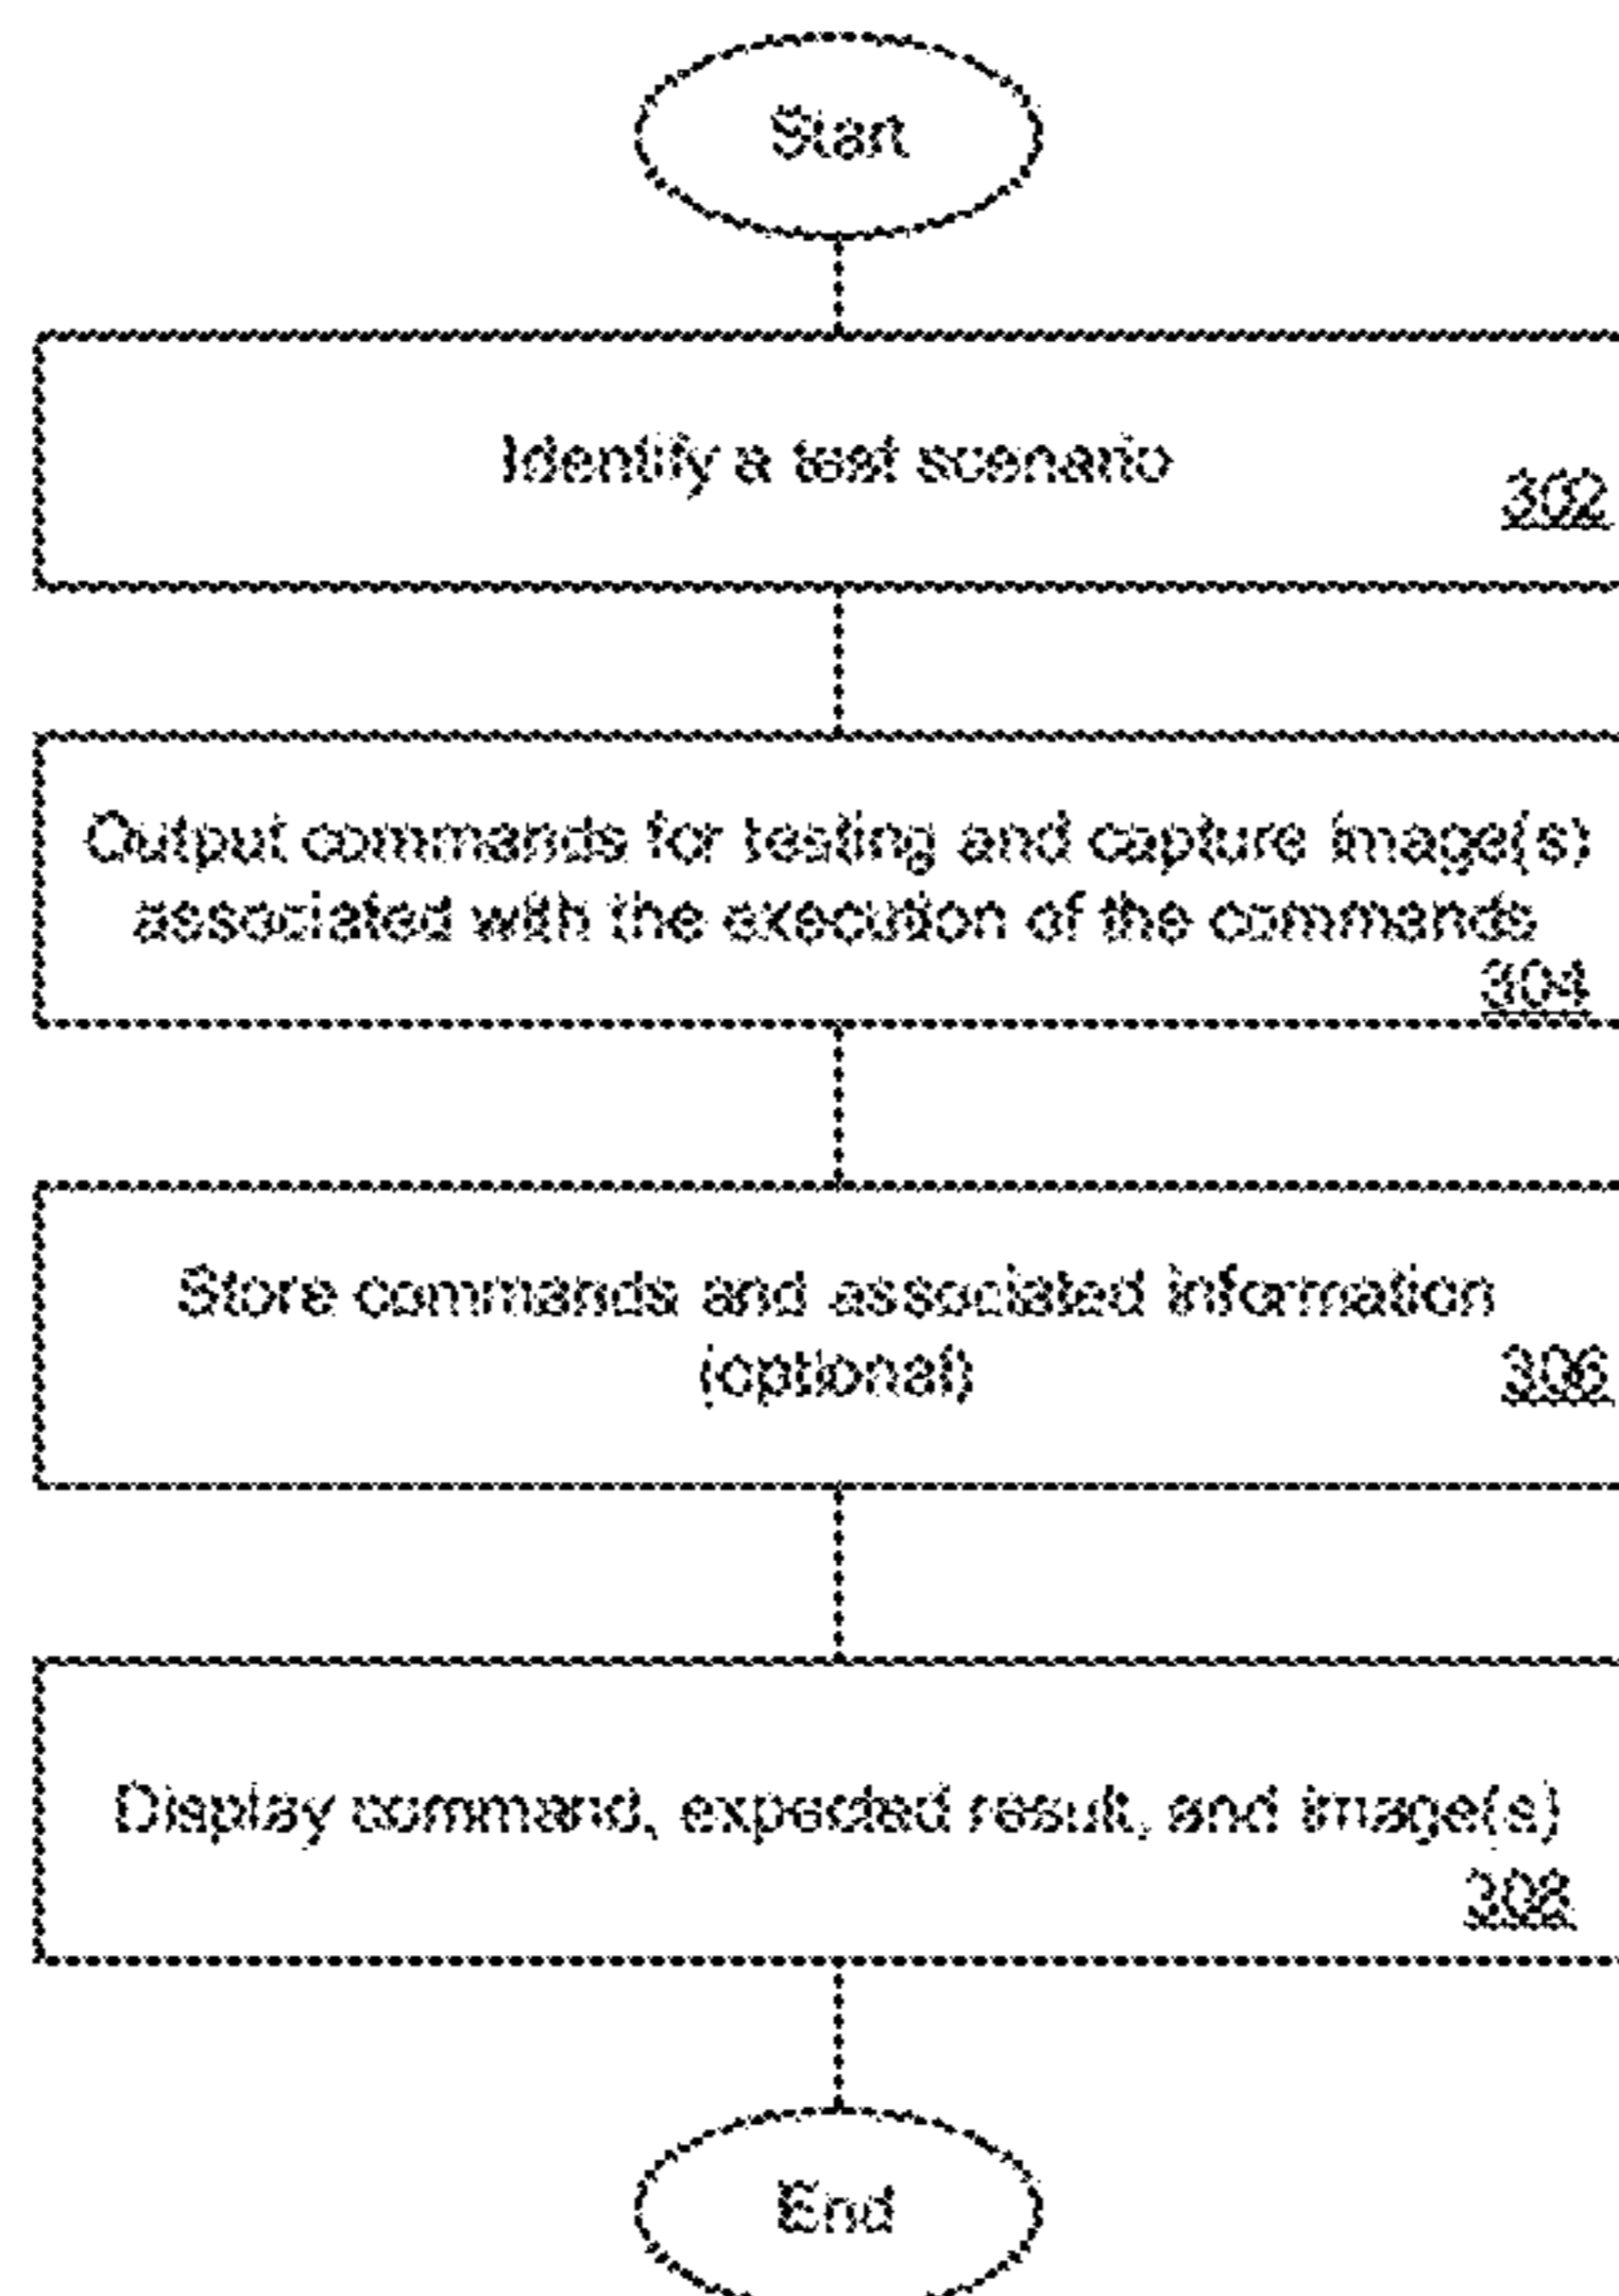 Start
Identify a test scenario
302
Output commands for testing and capture image(s)
associated with the execution of the commands
304
Store commands and associated information
(optional)
306
Display command, expected result, and image(s)
308
End